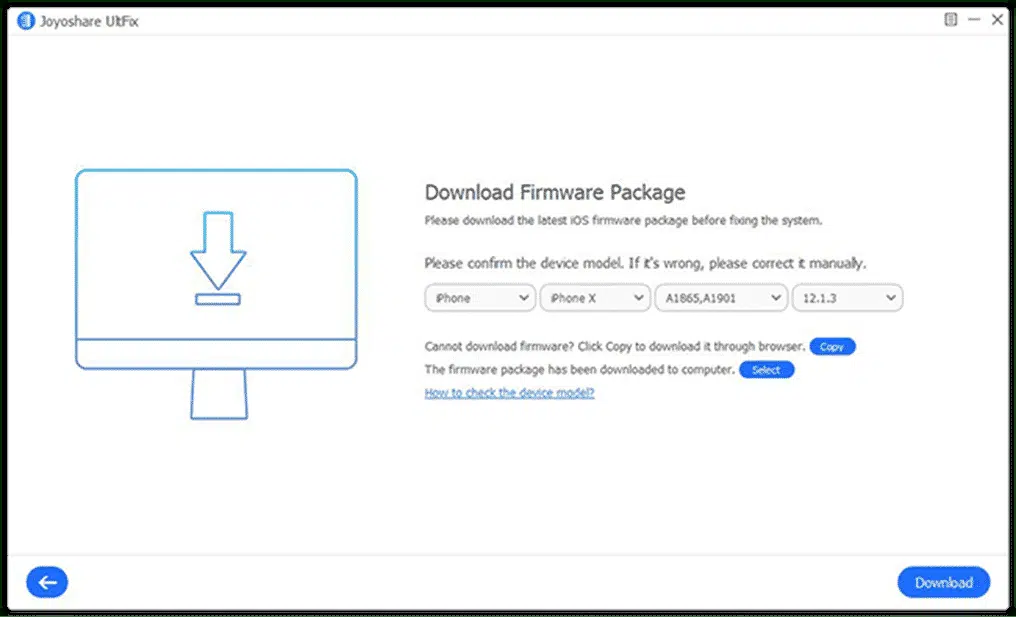 Joyoshare UltFix
Download Firmware Package
Please download the latest iOS firmware package before fixing the system.
Please confirm the device model. If it's wrong, please correct it manually.
iPhone iPhone X A1865,A1901 12.1.3
Cannot download firmware? Click Copy to download it through browser. Copy
The firmware package has been downloaded to computer. Select
How to check the device model?
Download